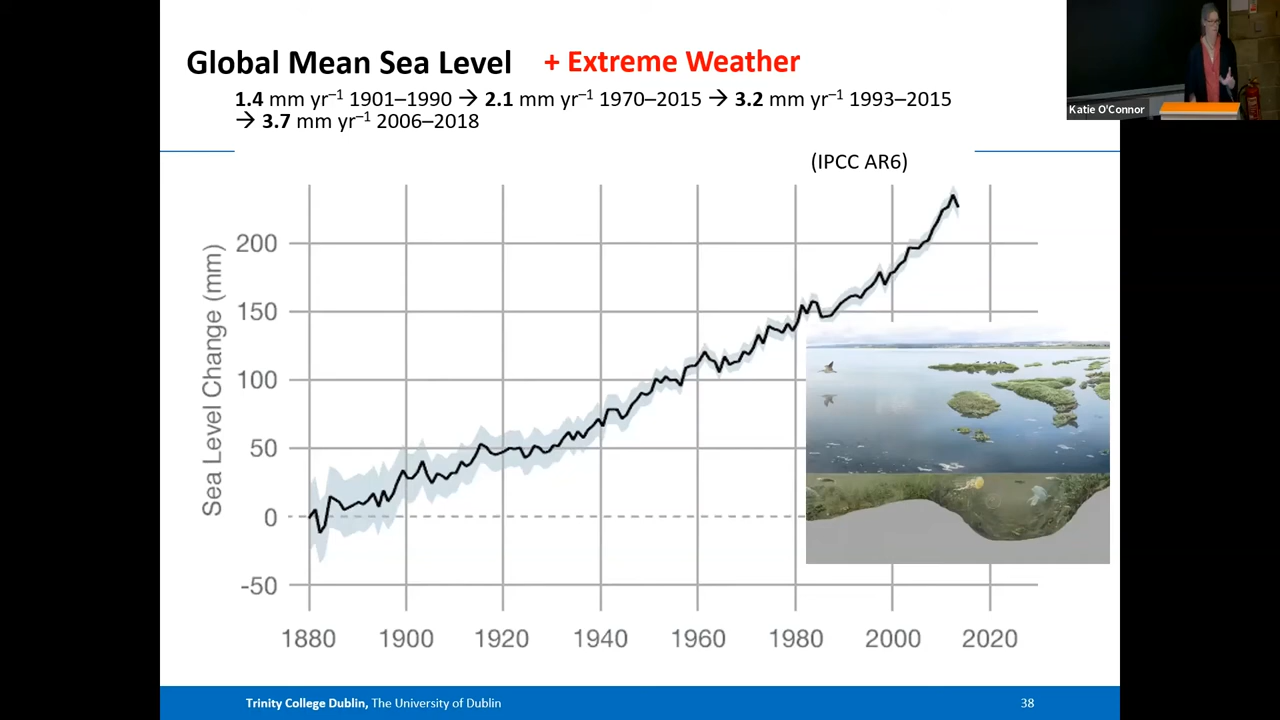 Global Mean Sea Level + Extreme Weather
1.4 mm yr–1 1901–1990 → 2.1 mm yr–1 1970–2015 → 3.2 mm yr–1 1993–2015
→ 3.7 mm yr–1 2006–2018
Katie O'Connor
(IPCC AR6)
Sea Level Change (mm)
200
150
100
50
0
-50
1880 1900 1920 1940 1960 1980 2000 2020
Trinity College Dublin, The University of Dublin
38